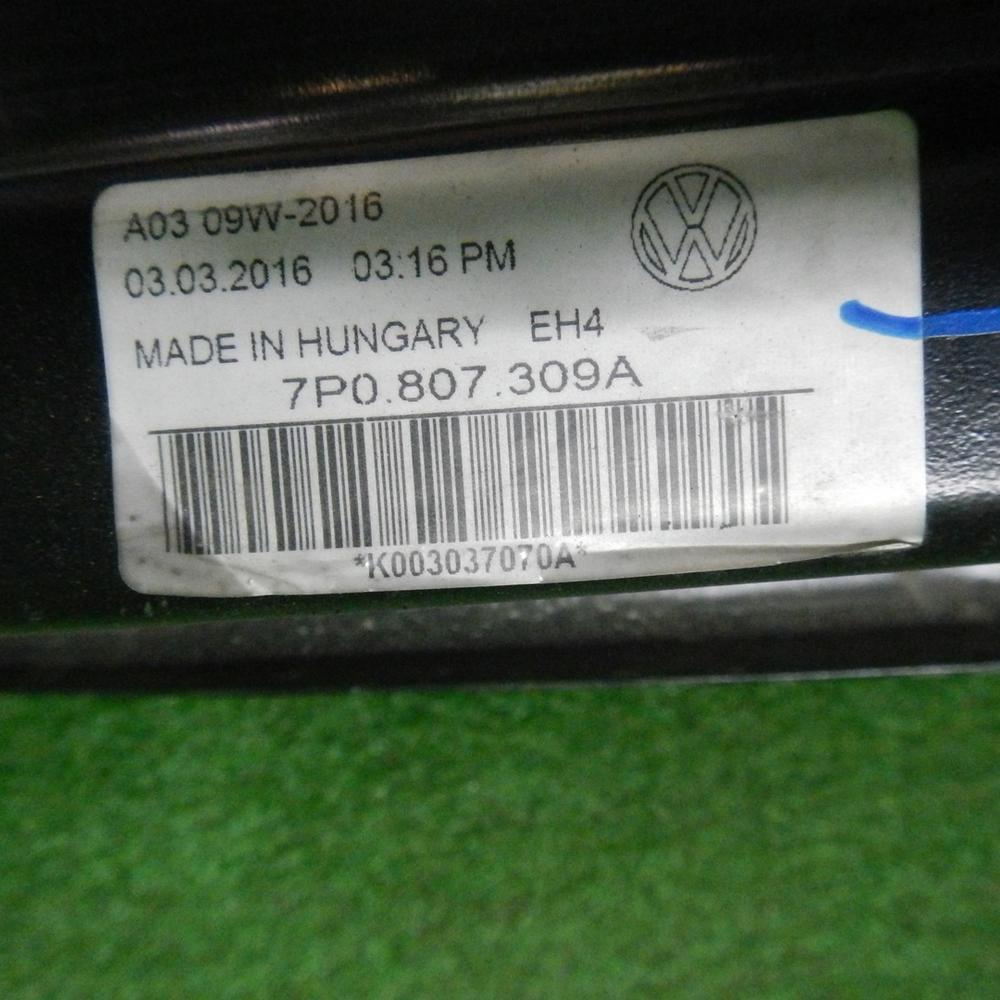 A03 09W-2016
03.03.2016 03:16 PM
MADE IN HUNGARY EH4
7P0.807.309A
*K003037070A*